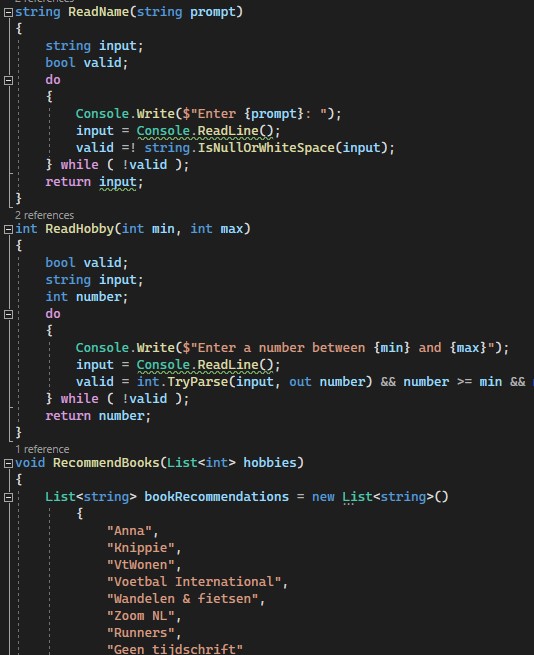 2 references
string ReadName(string prompt)
{
string input;
bool valid;
do
{
Console.Write($"Enter {prompt}: ");
input = Console.ReadLine();
valid =! string.IsNullOrWhiteSpace(input);
} while ( !valid );
return input;
}
2 references
int ReadHobby(int min, int max)
{
bool valid;
string input;
int number;
do
{
Console.Write($"Enter a number between {min} and {max}");
input = Console.ReadLine();
valid = int.TryParse(input, out number) && number >= min &&
} while ( !valid );
return number;
}
1 reference
void RecommendBooks(List<int> hobbies)
{
List<string> bookRecommendations = new List<string>()
{
"Anna",
"Knippie",
"VtWonen",
"Voetbal International",
"Wandelen & fietsen",
"Zoom NL",
"Runners",
"Geen tijdschrift"